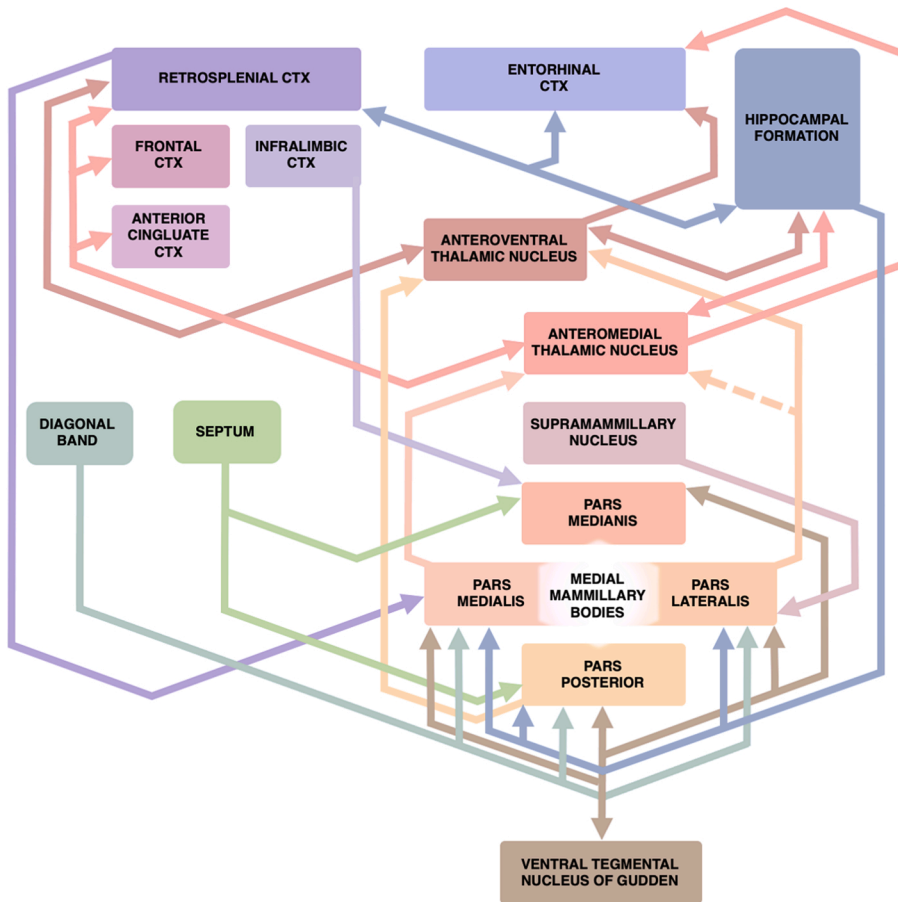 RETROSPLENIAL CTX
ENTORHINAL
CTX
HIPPOCAMPAL
FORMATION
FRONTAL
CTX
INFRALIMBIC
CTX
ANTERIOR
CINGLUATE
CTX
ANTEROVENTRAL
THALAMIC NUCLEUS
ANTEROMEDIAL
THALAMIC NUCLEUS
DIAGONAL
BAND
SEPTUM
SUPRAMAMMILLARY
NUCLEUS
PARS
MEDIANIS
PARS
MEDIALIS
MEDIAL
MAMMILLARY
BODIES
PARS
LATERALIS
PARS
POSTERIOR
VENTRAL TEGMENTAL
NUCLEUS OF GUDDEN